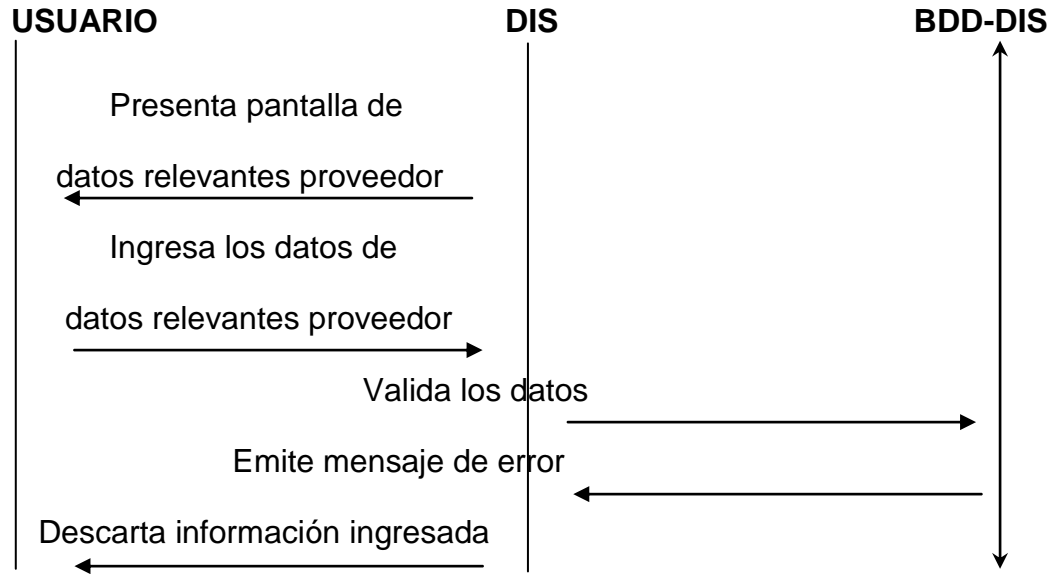 USUARIO DIS BDD-DIS
Presenta pantalla de
datos relevantes proveedor
Ingresa los datos de
datos relevantes proveedor
Valida los datos
Emite mensaje de error
Descarta información ingresada